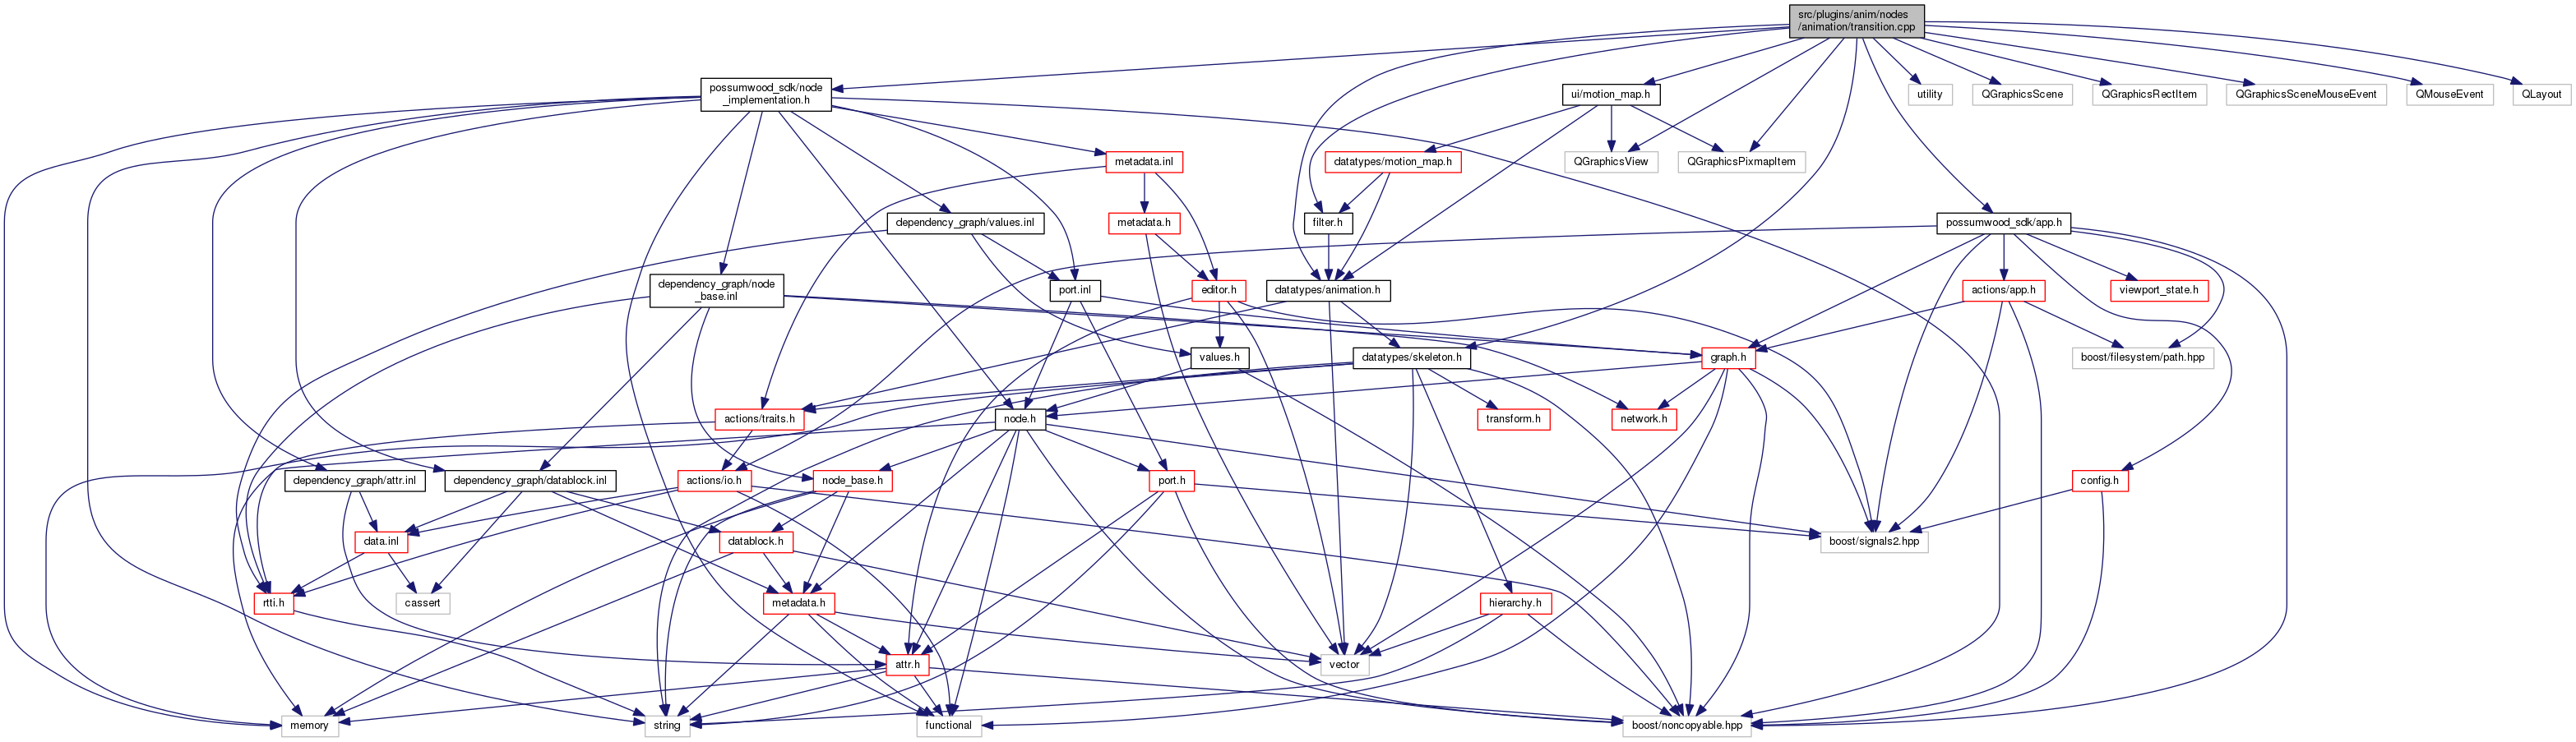 src/plugins/anim/nodes
/animation/transition.cpp
possumwood_sdk/node
_implementation.h
ui/motion_map.h
utility
QGraphicsScene
QGraphicsRectItem
QGraphicsSceneMouseEvent
QMouseEvent
QLayout
metadata.inl
datatypes/motion_map.h
QGraphicsView
QGraphicsPixmapItem
dependency_graph/values.inl
metadata.h
filter.h
possumwood_sdk/app.h
dependency_graph/node
_base.inl
port.inl
editor.h
datatypes/animation.h
actions/app.h
viewport_state.h
values.h
datatypes/skeleton.h
graph.h
boost/filesystem/path.hpp
actions/traits.h
node.h
transform.h
network.h
dependency_graph/attr.inl
dependency_graph/datablock.inl
actions/io.h
node_base.h
port.h
config.h
data.inl
datablock.h
boost/signals2.hpp
rtti.h
cassert
metadata.h
hierarchy.h
attr.h
vector
memory
string
functional
boost/noncopyable.hpp